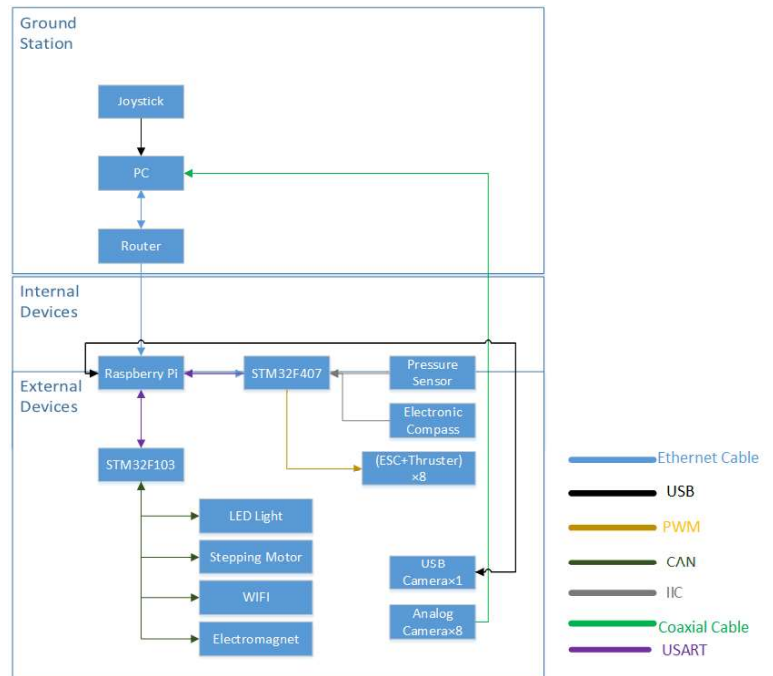 Ground
Station
Joystick
PC
Router
Internal
Devices
Raspberry Pi
STM32F407
Pressure
Sensor
External
Devices
Electronic
Compass
STM32F103
(ESC+Thruster)
×8
LED Light
Stepping Motor
WIFI
Electromagnet
USB
Camera×1
Analog
Camera×8
Ethernet Cable
USB
PWM
CAN
IIC
Coaxial Cable
USART